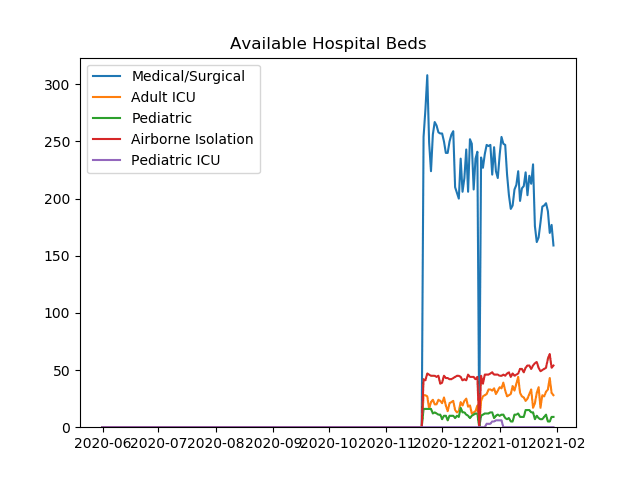 Available Hospital Beds
Medical/Surgical
Adult ICU
Pediatric
Airborne Isolation
Pediatric ICU
300
250
200
150
100
50
0
2020-06 2020-07 2020-08 2020-09 2020-10 2020-11 2020-12 2021-01 2021-02